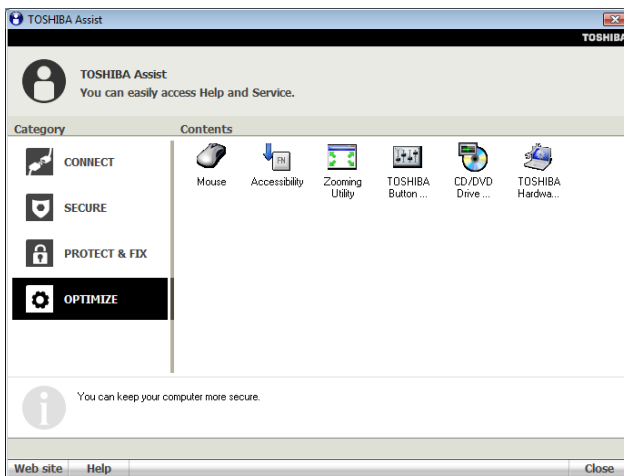 TOSHIBA Assist
TOSHIBA
TOSHIBA Assist
You can easily access Help and Service.
Category
Contents
CONNECT
SECURE
PROTECT & FIX
OPTIMIZE
Mouse
Accessibility
FN
Zooming
Utility
TOSHIBA
Button ...
CD/DVD
Drive ...
TOSHIBA
Hardwa...
You can keep your computer more secure.
Web site
Help
Close